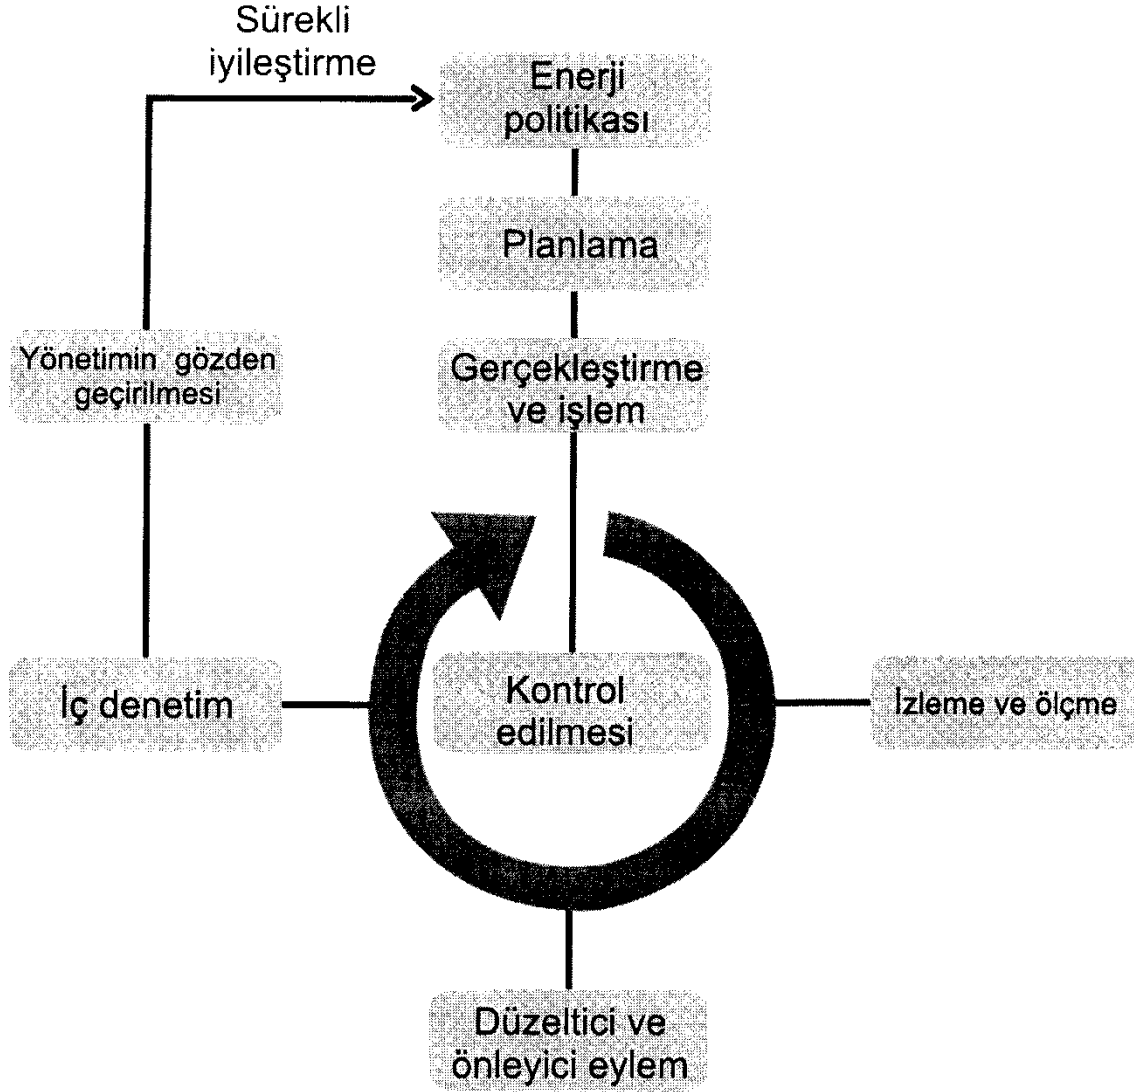 Sürekli
iyileştirme
Enerji
politikası
Planlama
Yönetimin gözden
geçirilmesi
Gerçekleştirme
ve işlem
İç denetim
Kontrol
edilmesi
İzleme ve ölçme
Düzeltici ve
önleyici eylem